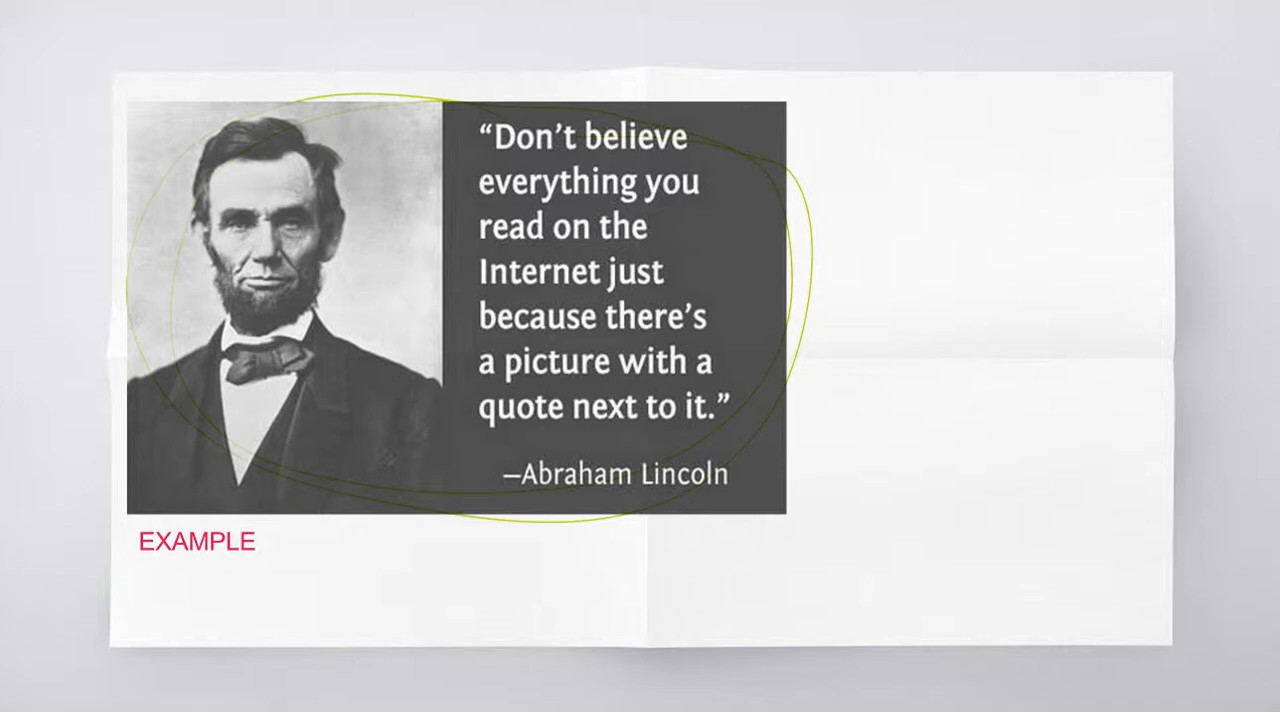 “Don’t believe
everything you
read on the
Internet just
because there’s
a picture with a
quote next to it.”
—Abraham Lincoln
EXAMPLE